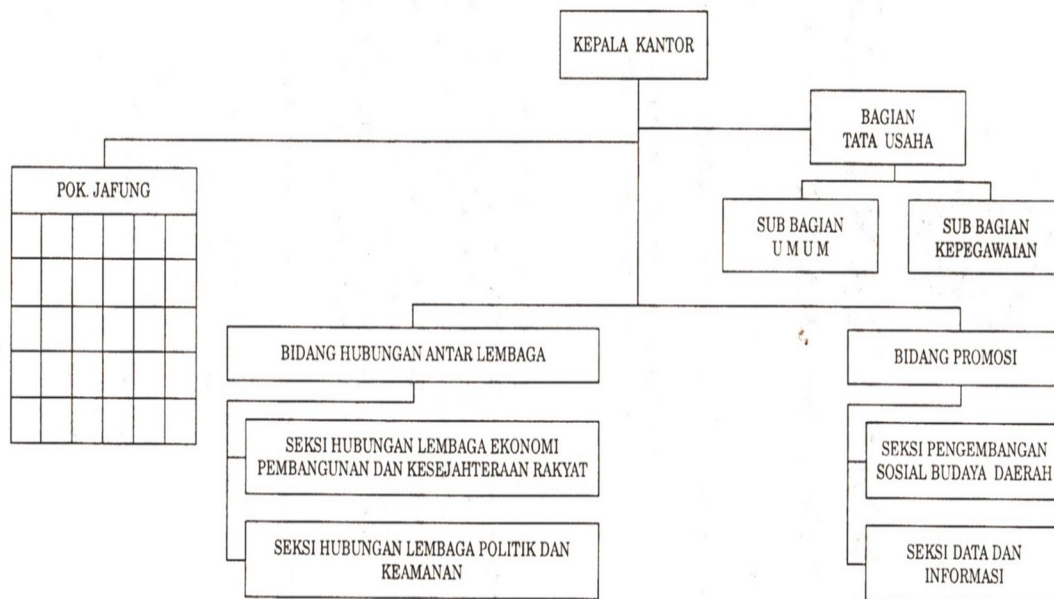 KEPALA KANTOR
BAGIAN
TATA USAHA
POK. JAFUNG
SUB BAGIAN
U M U M
SUB BAGIAN
KEPEGAWAIAN
BIDANG HUBUNGAN ANTAR LEMBAGA
BIDANG PROMOSI
SEKSI HUBUNGAN LEMBAGA EKONOMI
PEMBANGUNAN DAN KESEJAHTERAAN RAKYAT
SEKSI PENGEMBANGAN
SOSIAL BUDAYA DAERAH
SEKSI HUBUNGAN LEMBAGA POLITIK DAN
KEAMANAN
SEKSI DATA DAN
INFORMASI